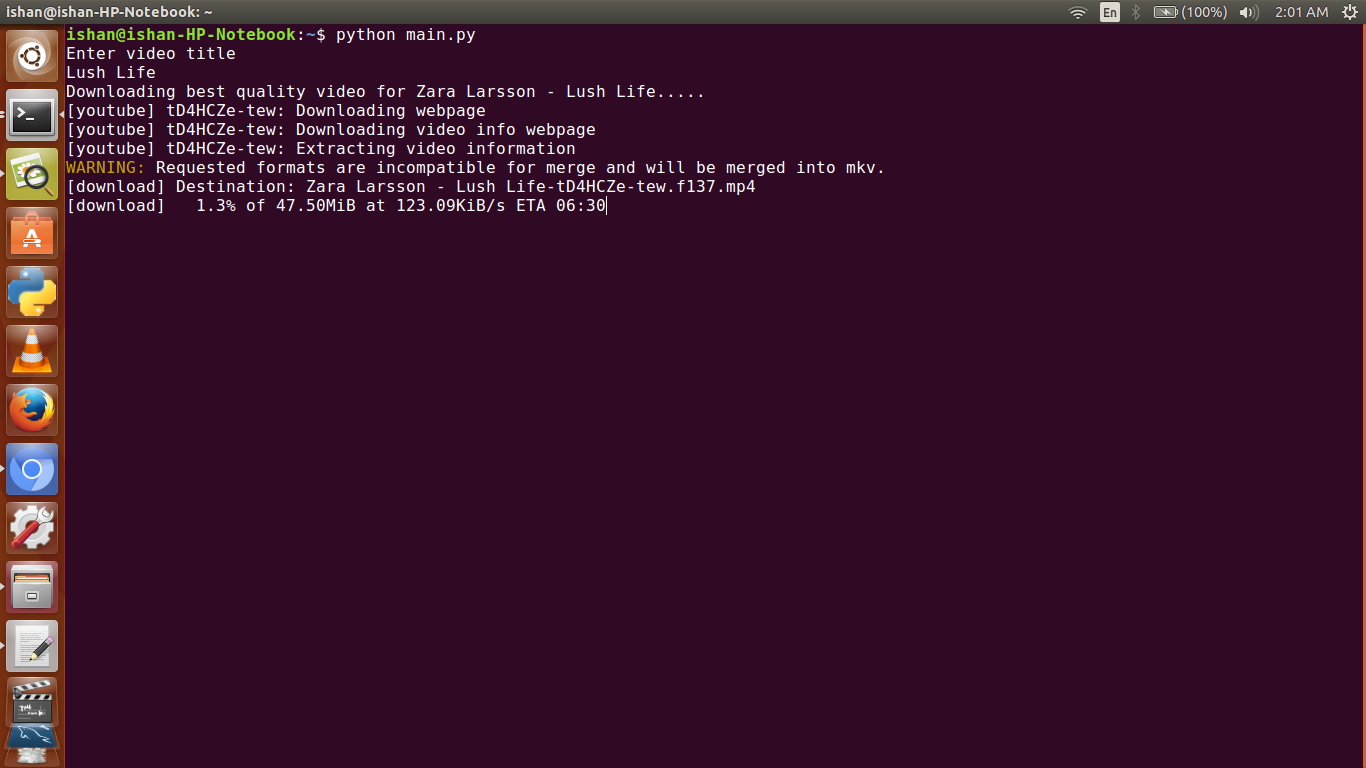 ishan@ishan-HP-Notebook: ~
En
(100%)
2:01 AM
ishan@ishan-HP-Notebook:~$ python main.py
Enter video title
Lush Life
Downloading best quality video for Zara Larsson - Lush Life.....
[youtube] tD4HCZe-tew: Downloading webpage
[youtube] tD4HCZe-tew: Downloading video info webpage
[youtube] tD4HCZe-tew: Extracting video information
WARNING: Requested formats are incompatible for merge and will be merged into mkv.
[download] Destination: Zara Larsson - Lush Life-tD4HCZe-tew.f137.mp4
[download]   1.3% of 47.50MiB at 123.09KiB/s ETA 06:30